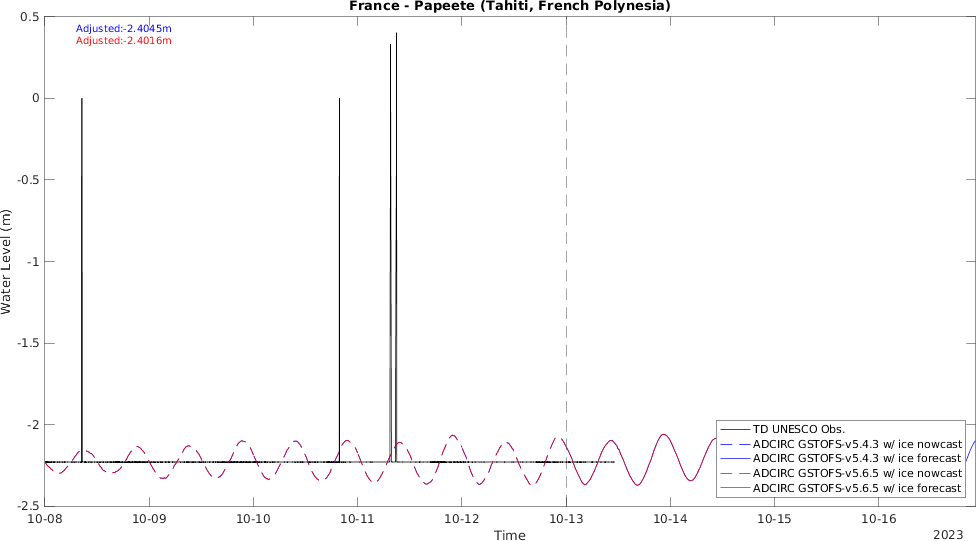 France - Papeete (Tahiti, French Polynesia)
Adjusted:-2.4045m
Adjusted:-2.4016m
0.5
0
-0.5
-1
-1.5
-2
-2.5
Water Level (m)
TD UNESCO Obs.
ADCIRC GSTOFS-v5.4.3 w/ ice nowcast
ADCIRC GSTOFS-v5.4.3 w/ ice forecast
ADCIRC GSTOFS-v5.6.5 w/ ice nowcast
ADCIRC GSTOFS-v5.6.5 w/ ice forecast
10-08 10-09 10-10 10-11 10-12 10-13 10-14 10-15 10-16
Time
2023